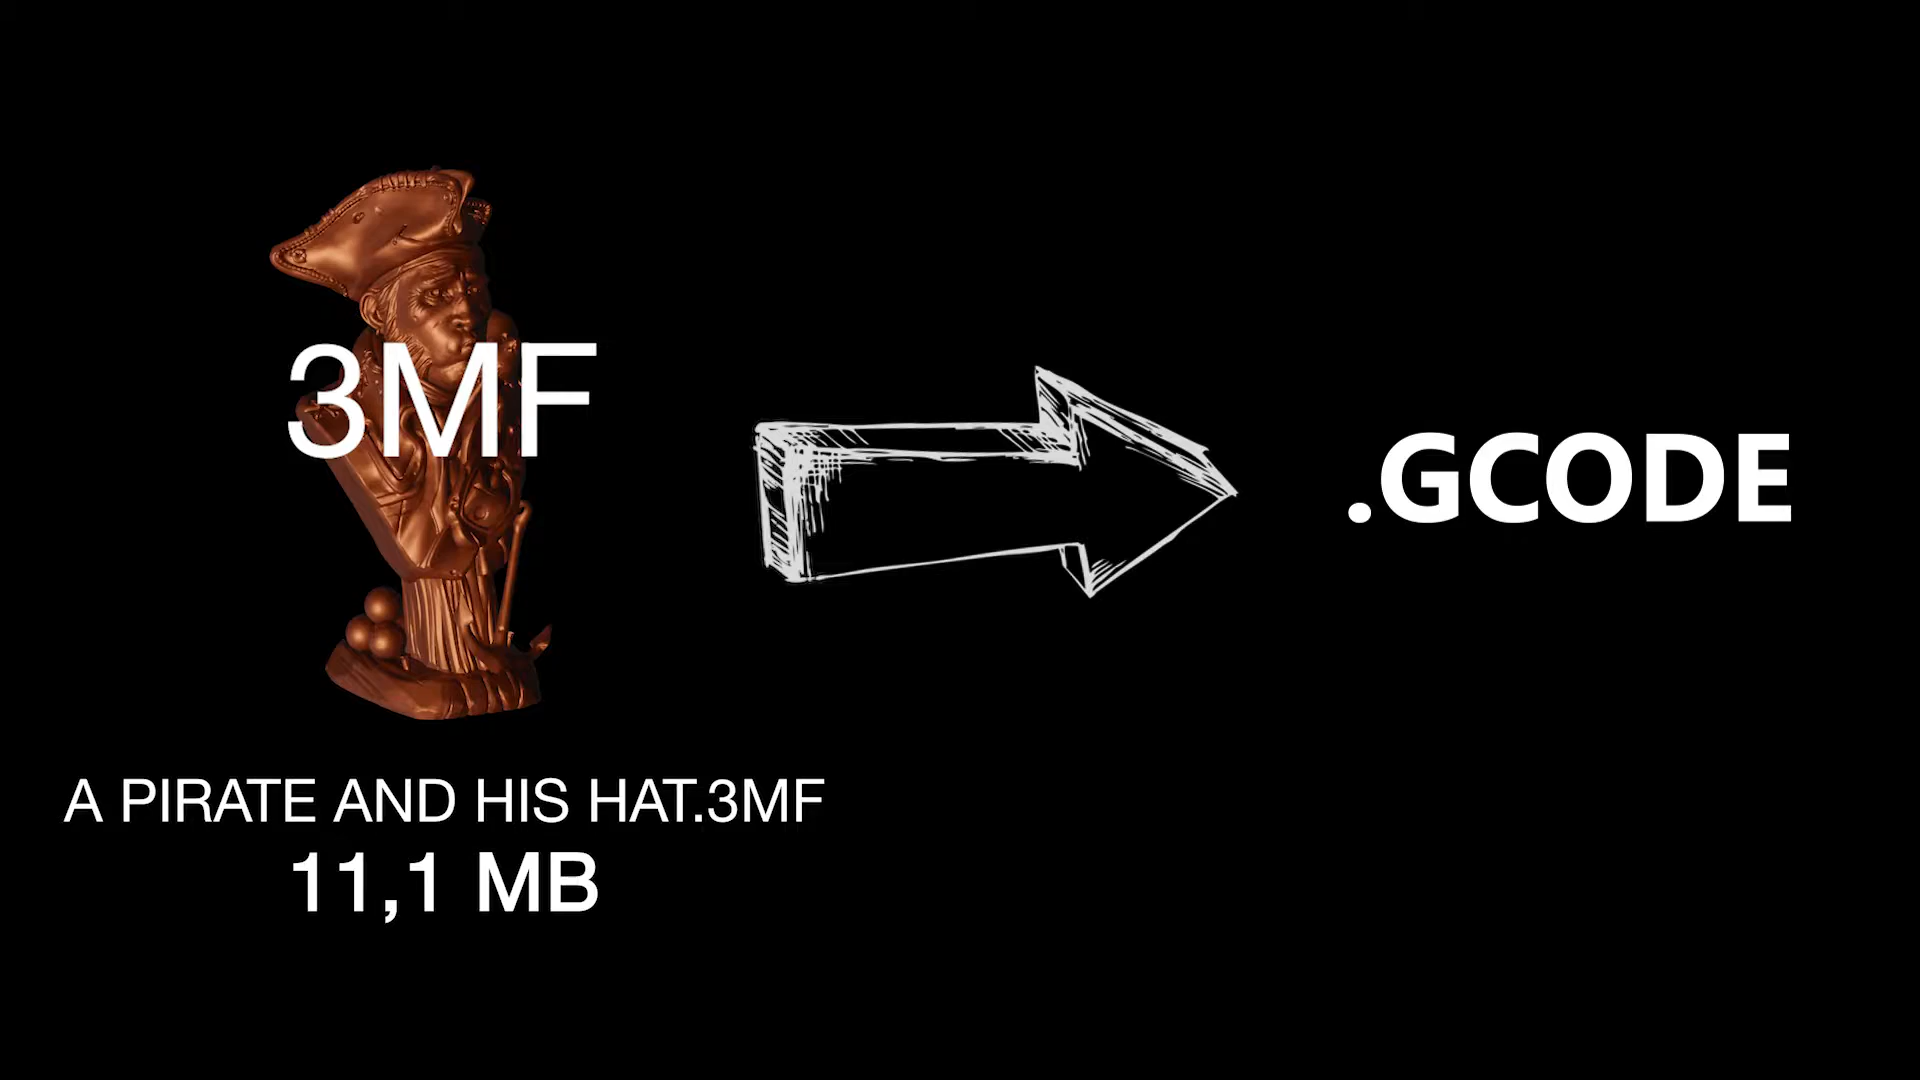 3MF
.GCODE
A PIRATE AND HIS HAT.3MF
11,1 MB